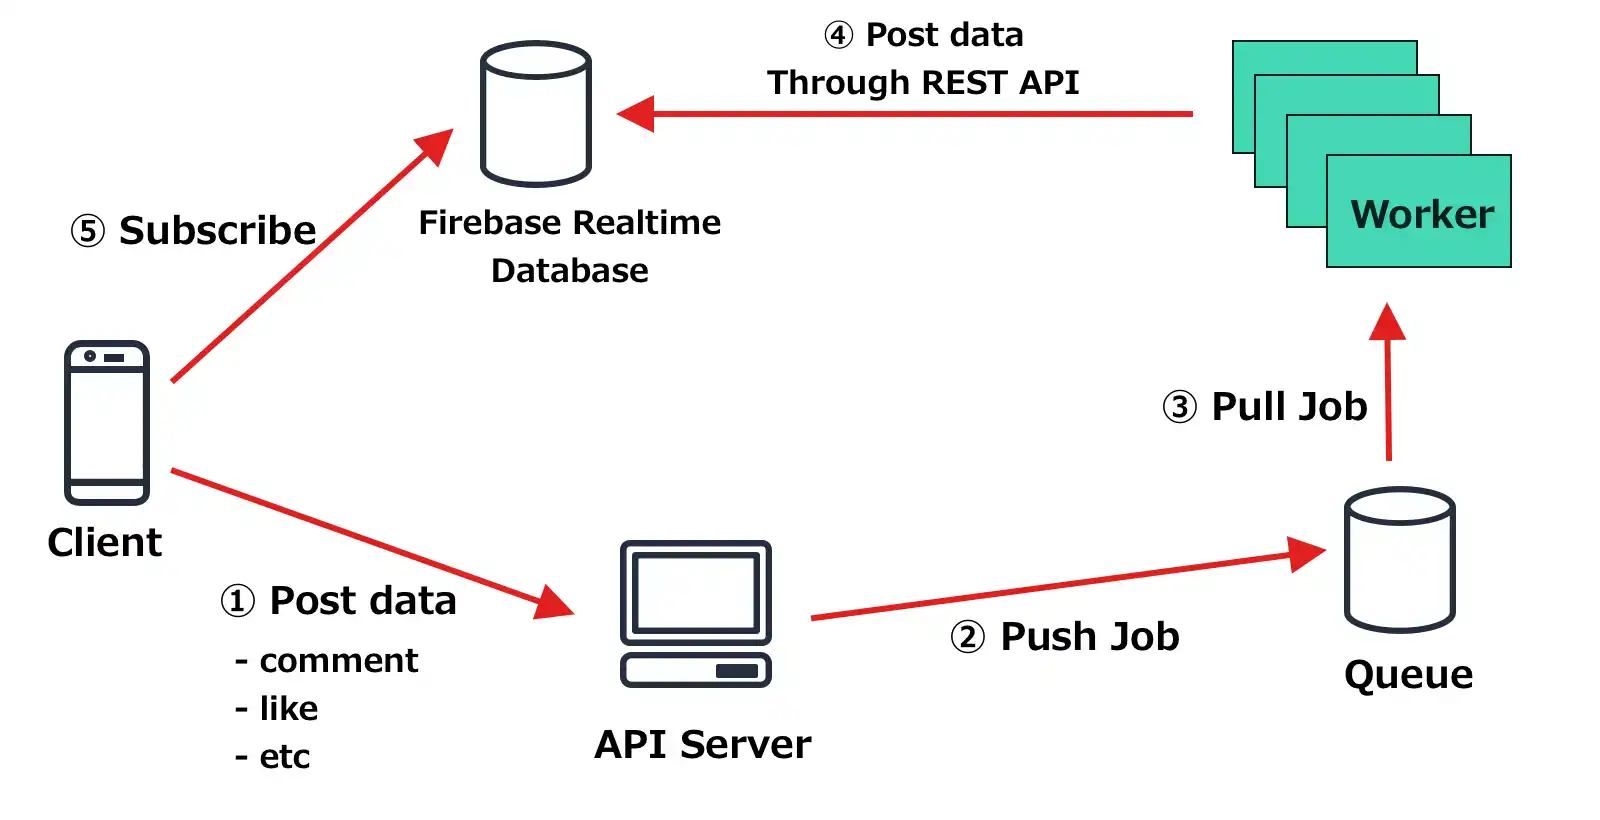 ④ Post data
Through REST API
Worker
⑤ Subscribe
Firebase Realtime
Database
③ Pull Job
Client
① Post data
- comment
- like
- etc
② Push Job
Queue
API Server